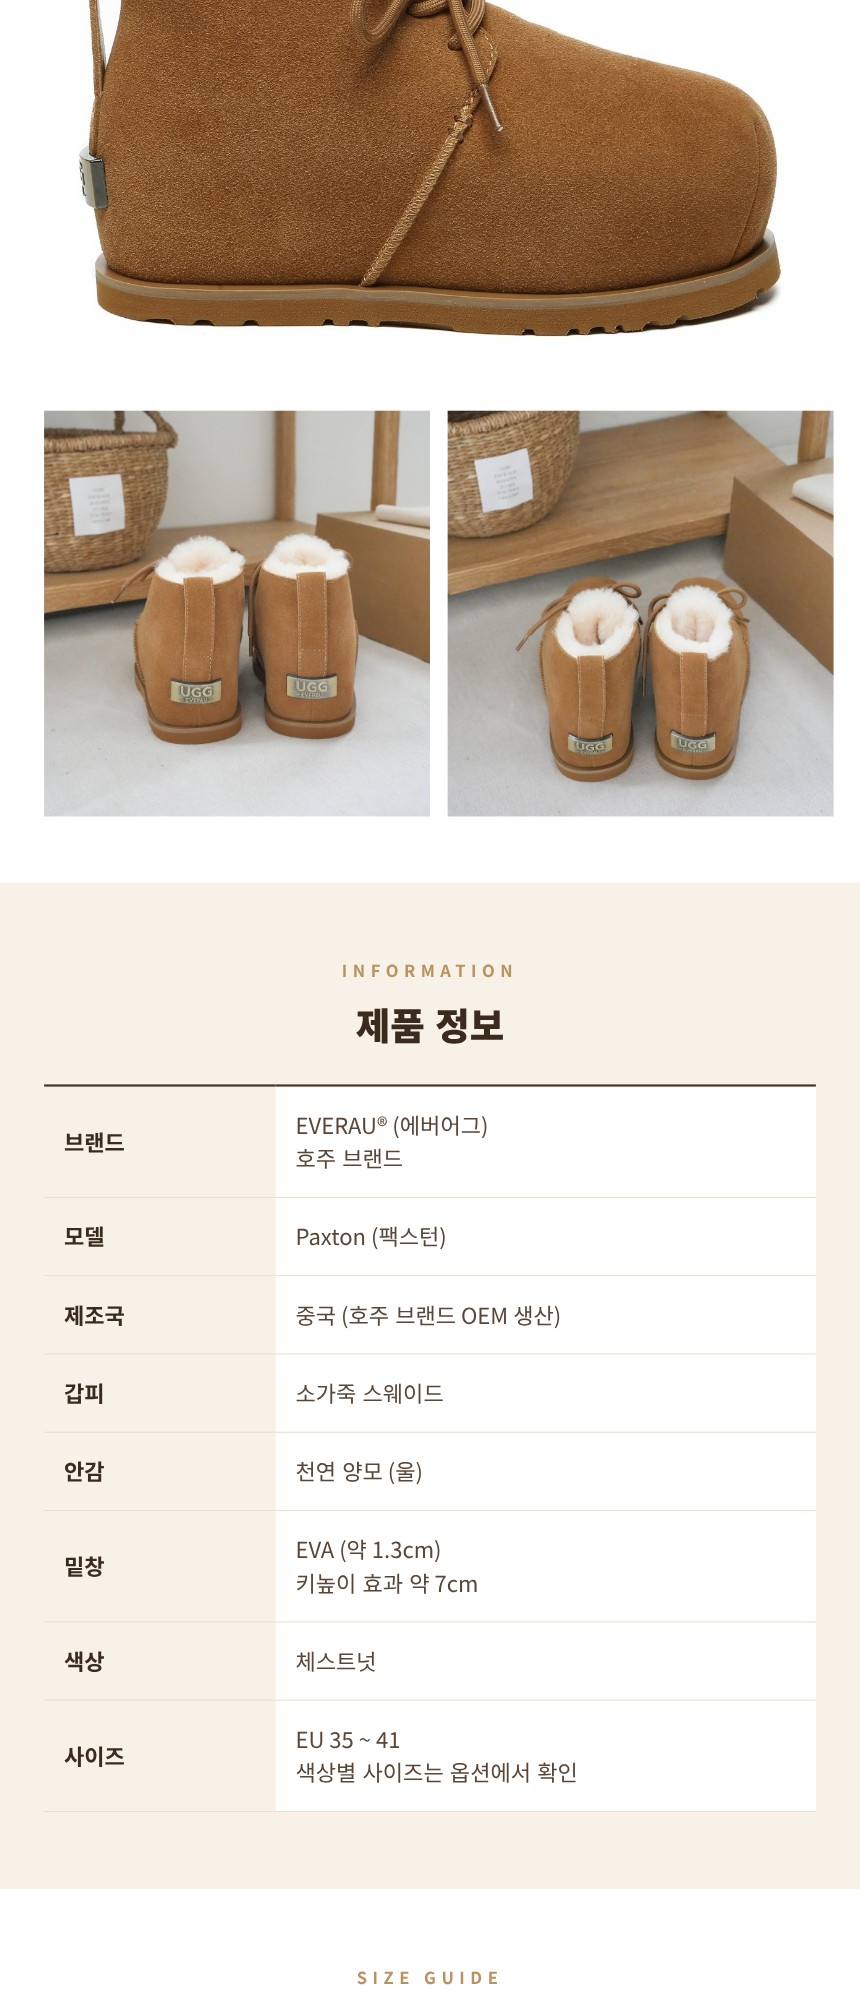 UGG
EVERAU
UGG
UGG
UGG
INFORMATION
제품 정보
브랜드
EVERAU® (에버어그)
호주 브랜드
모델
Paxton (팩스턴)
제조국
중국 (호주 브랜드 OEM 생산)
갑피
소가죽 스웨이드
안감
천연 양모 (울)
밑창
EVA (약 1.3cm)
키높이 효과 약 7cm
색상
체스트넛
사이즈
EU 35 ~ 41
색상별 사이즈는 옵션에서 확인
SIZE GUIDE